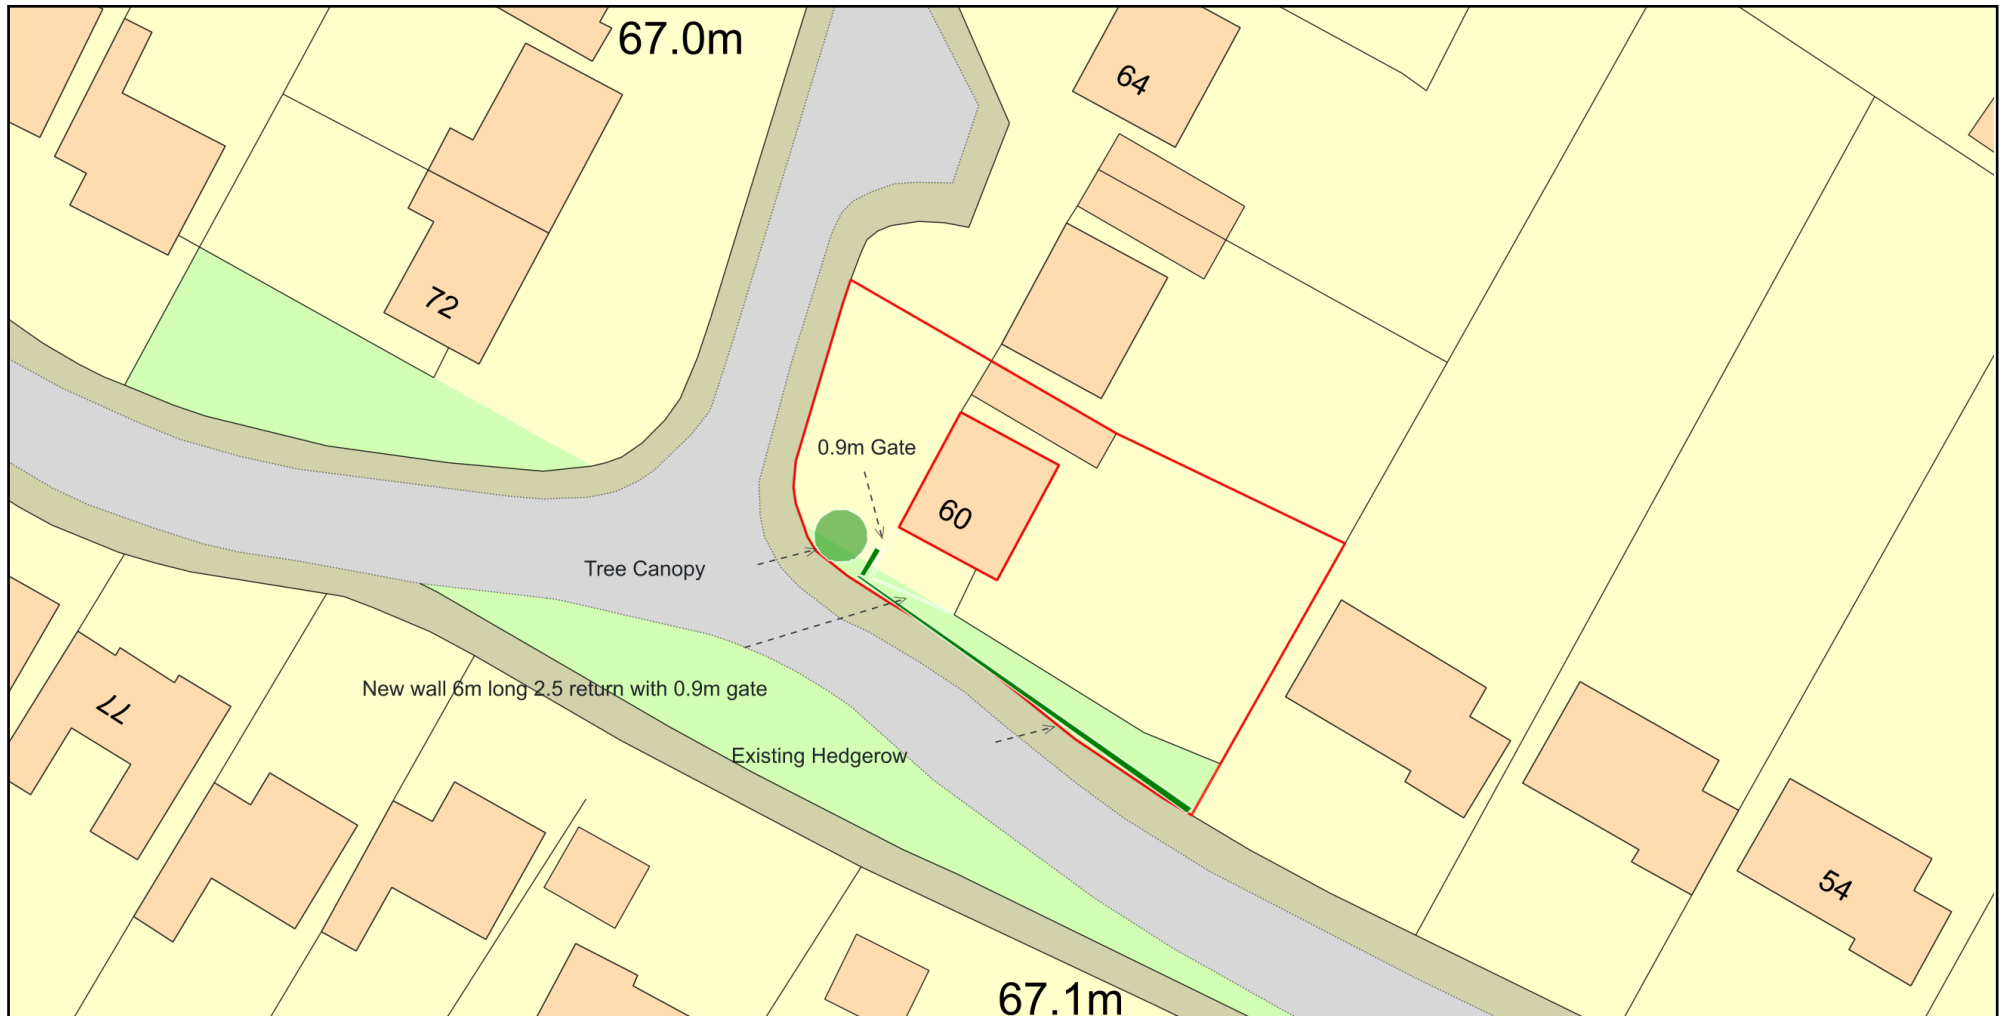 67.0m
64
72
0.9m Gate
60
Tree Canopy
New wall 6m long 2.5 return with 0.9m gate
77
Existing Hedgerow
54
67.1m